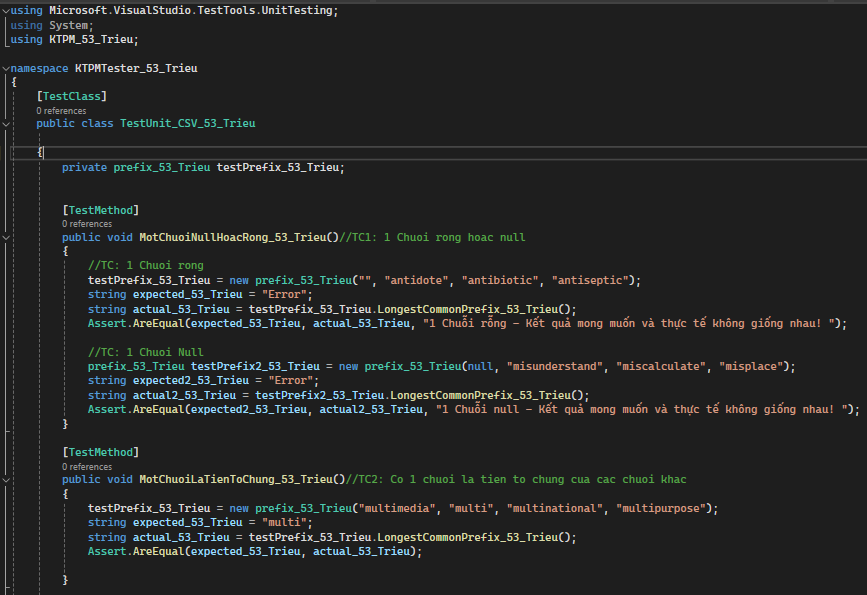 using Microsoft.VisualStudio.TestTools.UnitTesting;
using System;
using KTPM_53_Trieu;
namespace KTPMTester_53_Trieu
{
[TestClass]
0 references
public class TestUnit_CSV_53_Trieu
{
private prefix_53_Trieu testPrefix_53_Trieu;
[TestMethod]
0 references
public void MotChuoiNullHoacRong_53_Trieu()//TC1: 1 Chuoi rong hoac null
{
//TC: 1 Chuoi rong
testPrefix_53_Trieu = new prefix_53_Trieu("", "antidote", "antibiotic", "antiseptic");
string expected_53_Trieu = "Error";
string actual_53_Trieu = testPrefix_53_Trieu.LongestCommonPrefix_53_Trieu();
Assert.AreEqual(expected_53_Trieu, actual_53_Trieu, "1 Chuỗi rỗng - Kết quả mong muốn và thực tế không giống nhau! ");
//TC: 1 Chuoi Null
prefix_53_Trieu testPrefix2_53_Trieu = new prefix_53_Trieu(null, "misunderstand", "miscalculate", "misplace");
string expected2_53_Trieu = "Error";
string actual2_53_Trieu = testPrefix2_53_Trieu.LongestCommonPrefix_53_Trieu();
Assert.AreEqual(expected2_53_Trieu, actual2_53_Trieu, "1 Chuỗi null - Kết quả mong muốn và thực tế không giống nhau! ");
}
[TestMethod]
0 references
public void MotChuoiLaTienToChung_53_Trieu()//TC2: Co 1 chuoi la tien to chung cua cac chuoi khac
{
testPrefix_53_Trieu = new prefix_53_Trieu("multimedia", "multi", "multinational", "multipurpose");
string expected_53_Trieu = "multi";
string actual_53_Trieu = testPrefix_53_Trieu.LongestCommonPrefix_53_Trieu();
Assert.AreEqual(expected_53_Trieu, actual_53_Trieu);
}